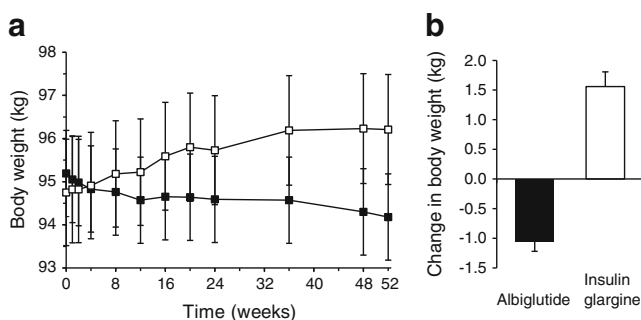 a
98
97
96
95
94
93
Body weight (kg)
0 8 16 24 32 40 48 52
Time (weeks)
b
2.0
1.5
1.0
0.5
0.0
-0.5
-1.0
-1.5
Change in body weight (kg)
Albiglutide
Insulin
glargine